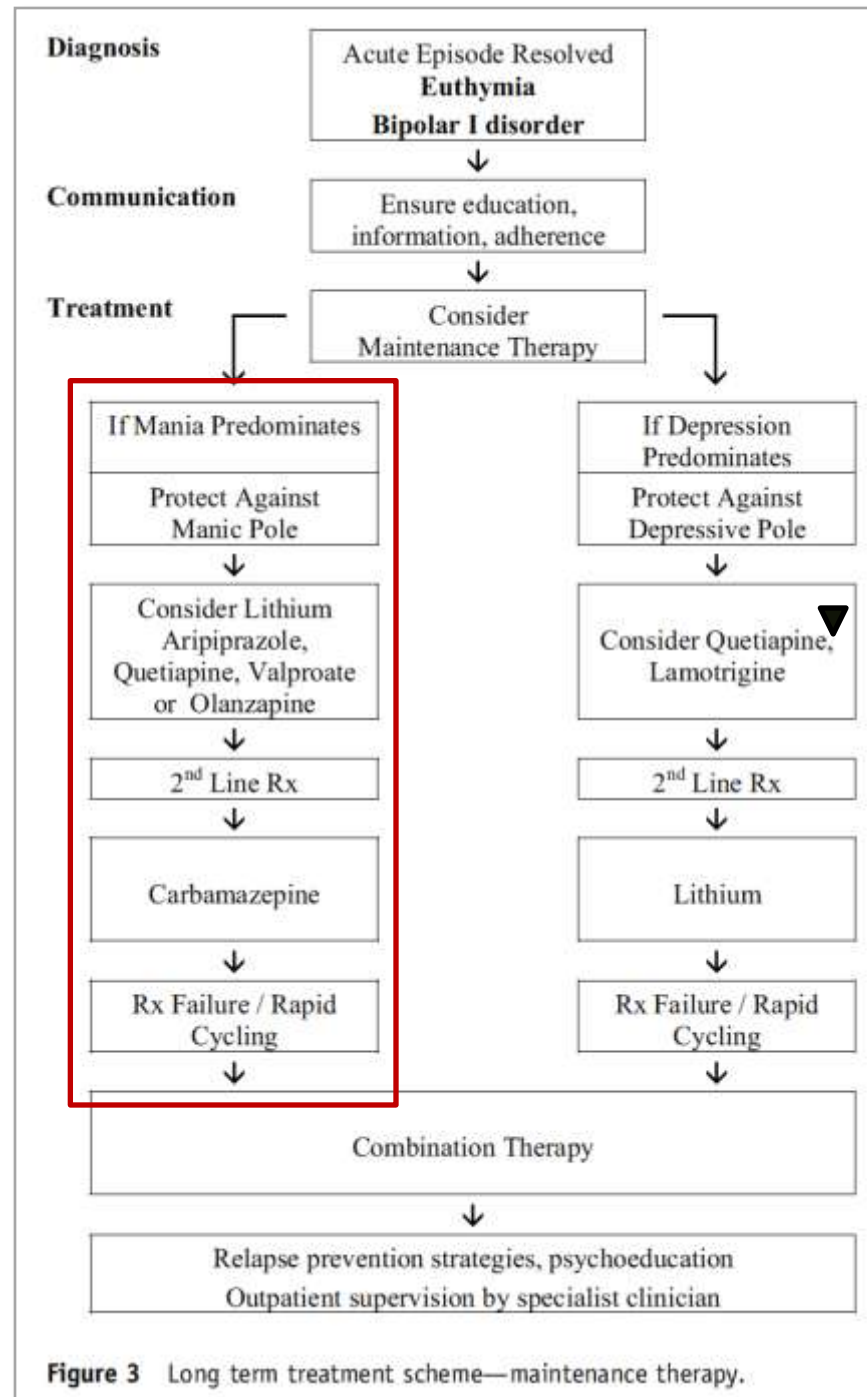 Diagnosis
Acute Episode Resolved
Euthymia
Bipolar I disorder
Communication
Ensure education,
information, adherence
Treatment
Consider
Maintenance Therapy
If Mania Predominates
Protect Against
Manic Pole
Consider Lithium
Aripiprazole,
Quetiapine, Valproate
or Olanzapine
2nd Line Rx
Carbamazepine
Rx Failure / Rapid
Cycling
If Depression
Predominates
Protect Against
Depressive Pole
Consider Quetiapine,
Lamotrigine
2nd Line Rx
Lithium
Rx Failure / Rapid
Cycling
Combination Therapy
Relapse prevention strategies, psychoeducation
Outpatient supervision by specialist clinician
Figure 3 Long term treatment scheme—maintenance therapy.